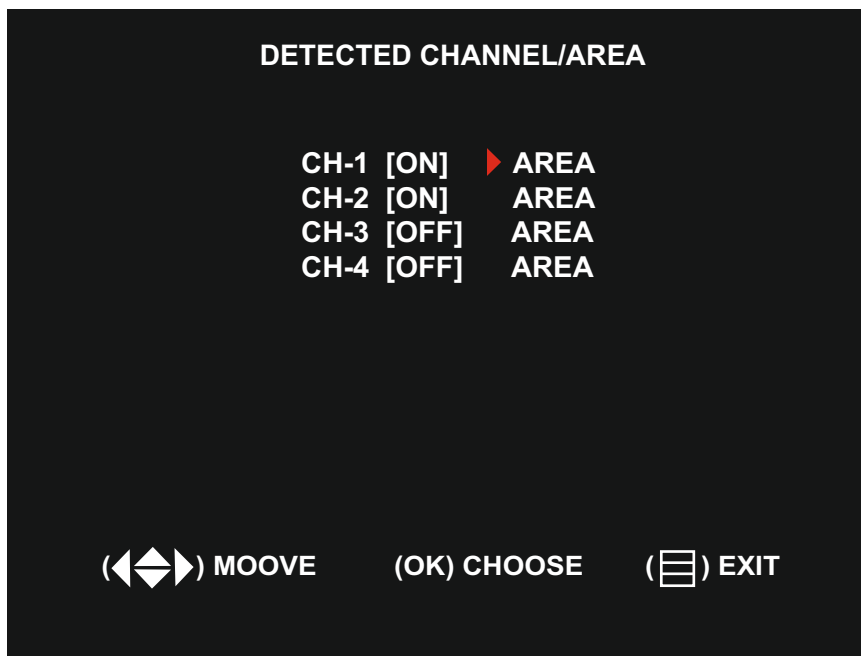 DETECTED CHANNEL/AREA
CH-1 [ON] AREA
CH-2 [ON] AREA
CH-3 [OFF] AREA
CH-4 [OFF] AREA
() MOOVE (OK) CHOOSE () EXIT